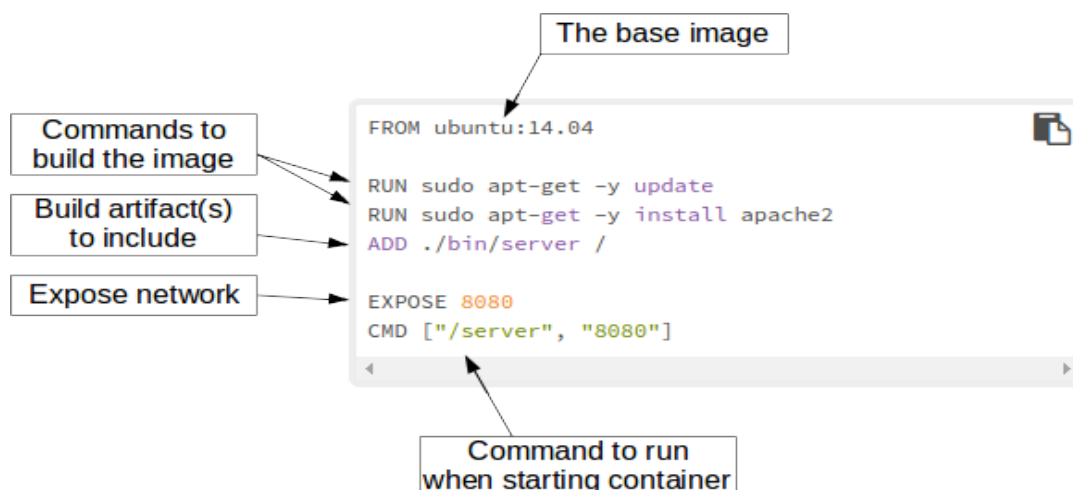 The base image
FROM ubuntu:14.04
Commands to
build the image
RUN sudo apt-get -y update
RUN sudo apt-get -y install apache2
Build artifact(s)
to include
ADD ./bin/server /
Expose network
EXPOSE 8080
CMD ["/server", "8080"]
Command to run
when starting container